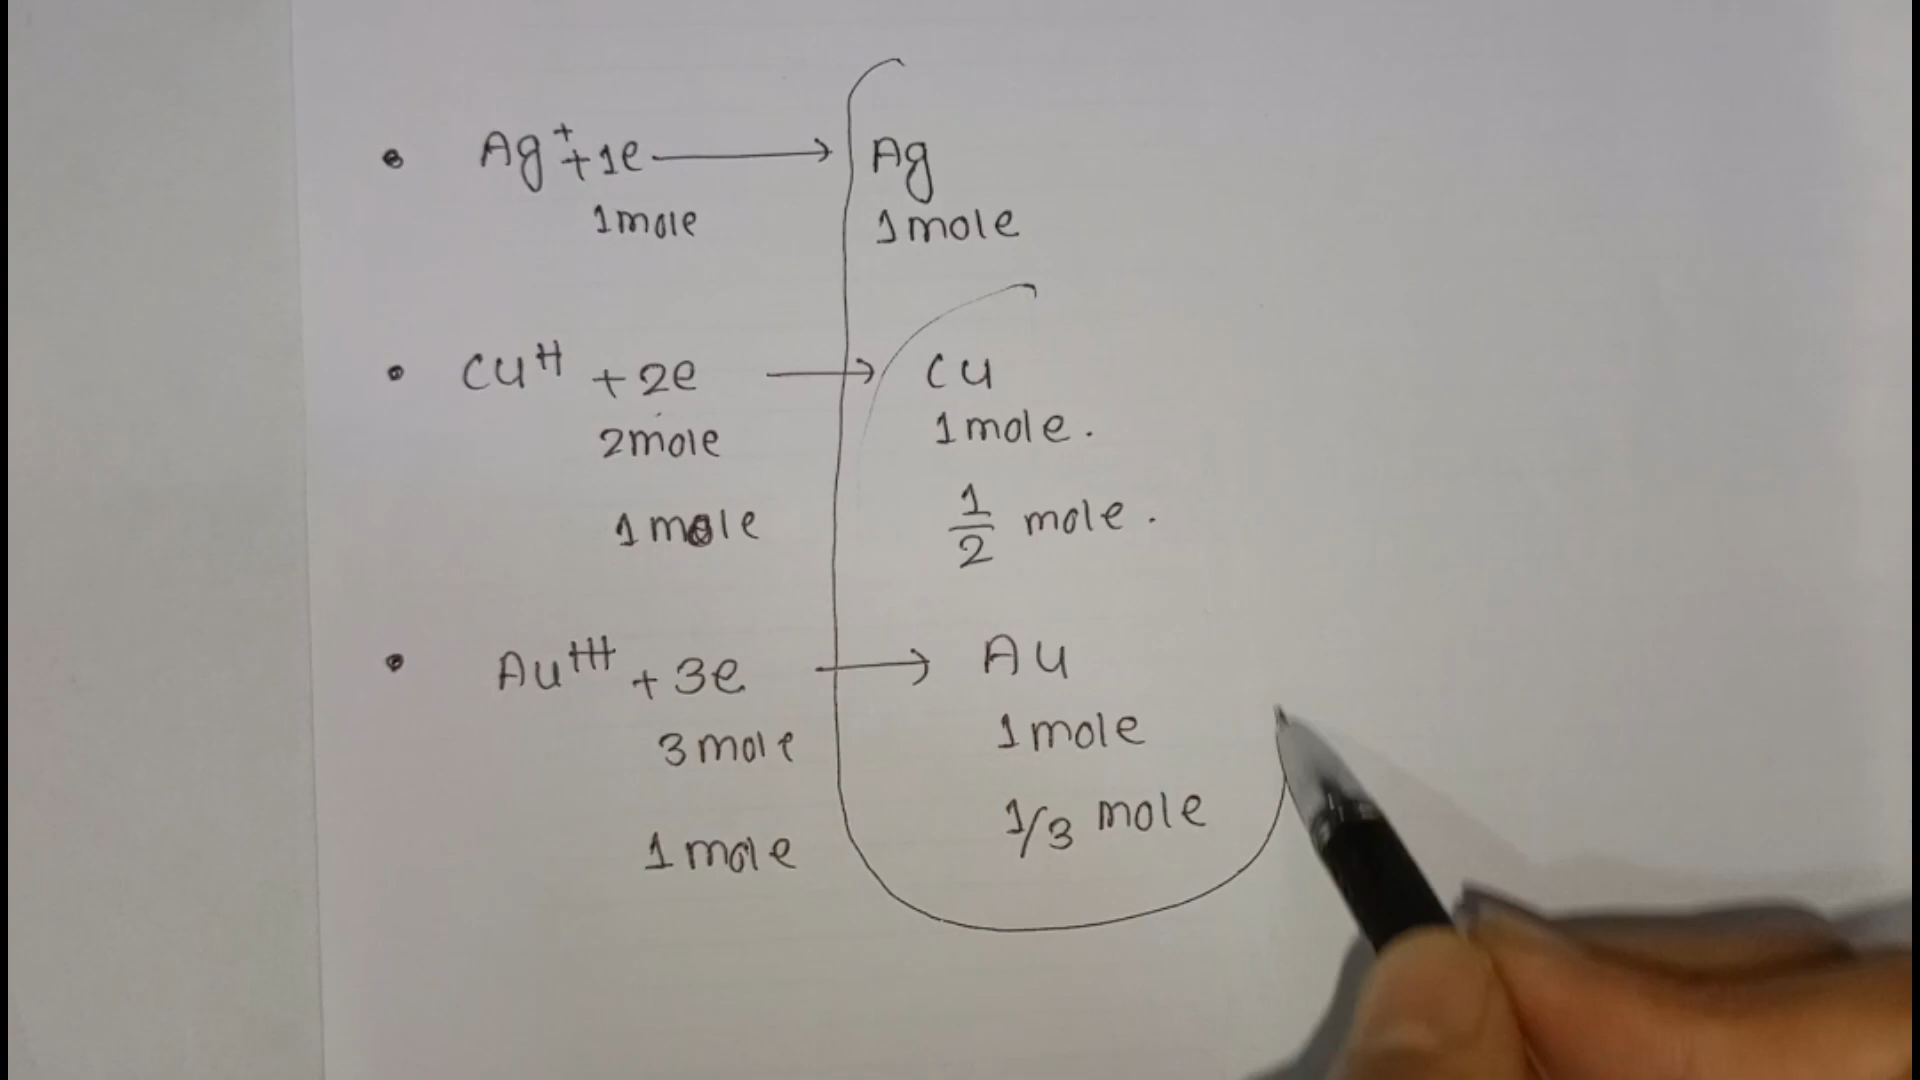 Ag⁺ + 1e ⟶ Ag
1mole 1mole
Cu⁺⁺ + 2e ⟶ Cu
2mole 1mole.
1mole 1/2 mole.
Au⁺⁺⁺ + 3e ⟶ Au
3mole 1mole
1mole 1/3 mole